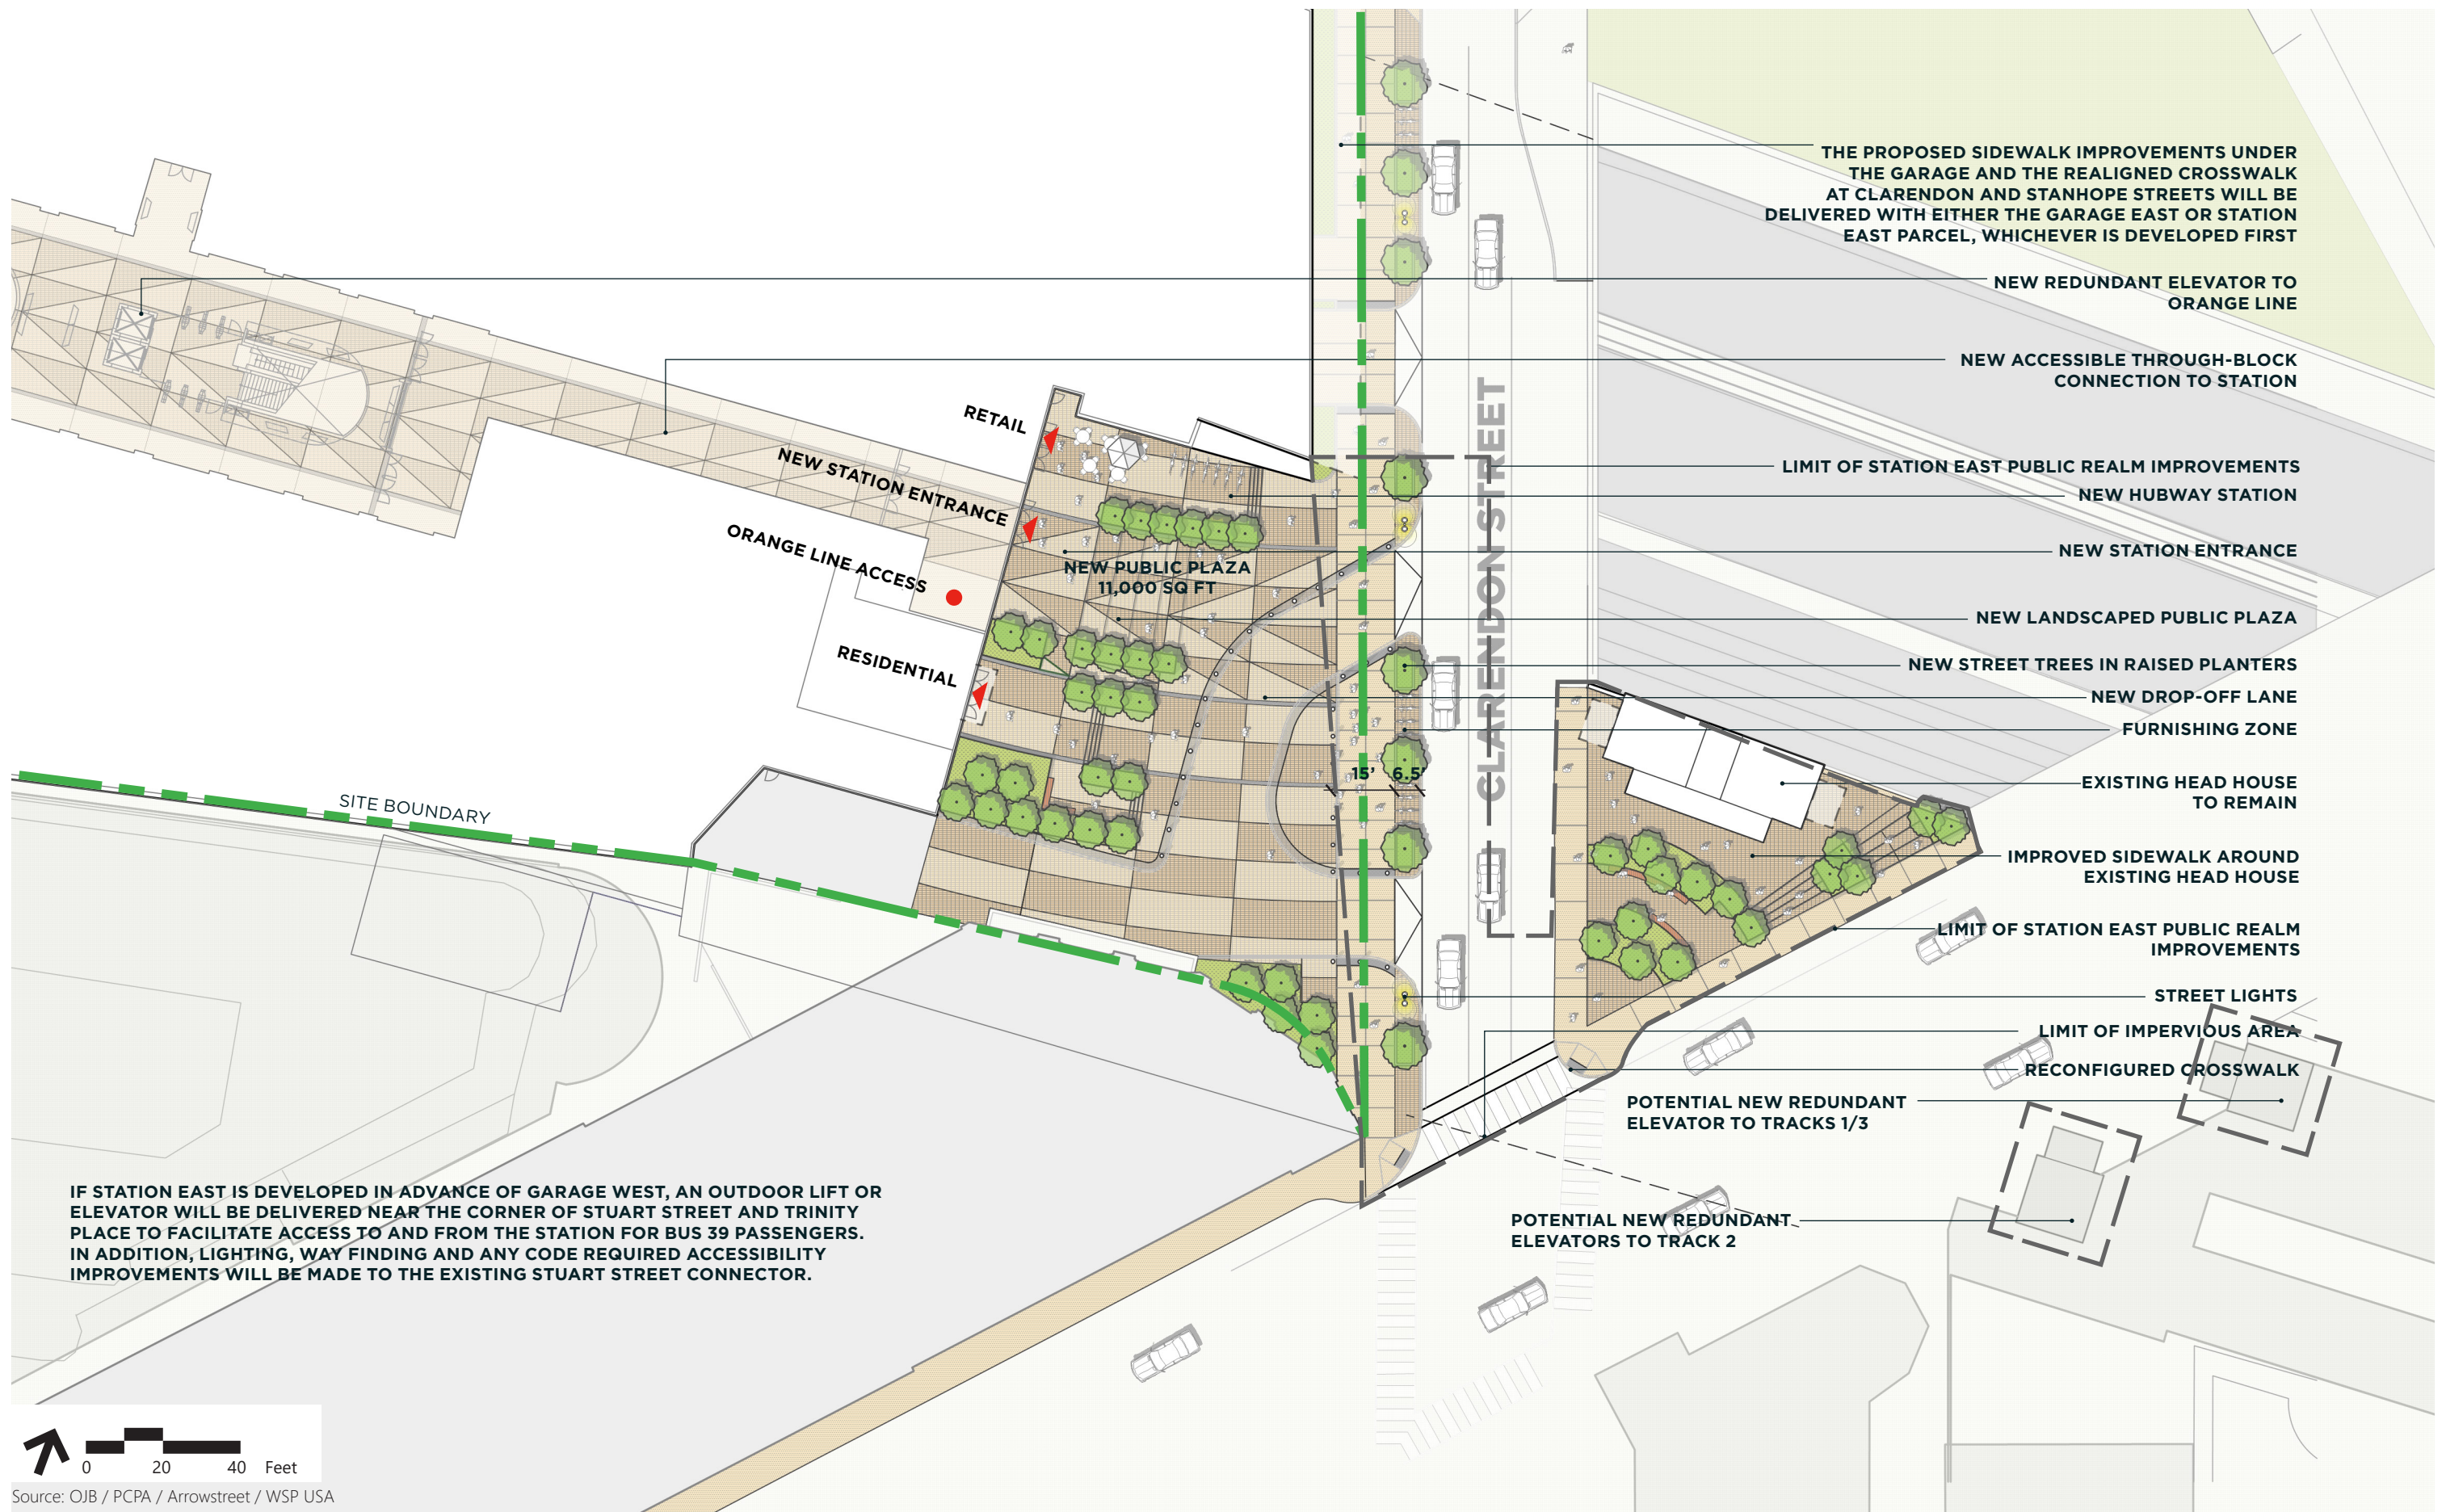 THE PROPOSED SIDEWALK IMPROVEMENTS UNDER
THE GARAGE AND THE REALIGNED CROSSWALK
AT CLARENDON AND STANHOPE STREETS WILL BE
DELIVERED WITH EITHER THE GARAGE EAST OR STATION
EAST PARCEL, WHICHEVER IS DEVELOPED FIRST
NEW REDUNDANT ELEVATOR TO
ORANGE LINE
NEW ACCESSIBLE THROUGH-BLOCK
CONNECTION TO STATION
LIMIT OF STATION EAST PUBLIC REALM IMPROVEMENTS
NEW HUBWAY STATION
NEW STATION ENTRANCE
NEW LANDSCAPED PUBLIC PLAZA
NEW STREET TREES IN RAISED PLANTERS
NEW DROP-OFF LANE
FURNISHING ZONE
EXISTING HEAD HOUSE
TO REMAIN
IMPROVED SIDEWALK AROUND
EXISTING HEAD HOUSE
LIMIT OF STATION EAST PUBLIC REALM
IMPROVEMENTS
STREET LIGHTS
LIMIT OF IMPERVIOUS AREA
RECONFIGURED CROSSWALK
POTENTIAL NEW REDUNDANT
ELEVATOR TO TRACKS 1/3
POTENTIAL NEW REDUNDANT
ELEVATORS TO TRACK 2
CLARENDON STREET
RETAIL
NEW STATION ENTRANCE
ORANGE LINE ACCESS
RESIDENTIAL
NEW PUBLIC PLAZA
11,000 SQ FT
15' 6.5'
SITE BOUNDARY
IF STATION EAST IS DEVELOPED IN ADVANCE OF GARAGE WEST, AN OUTDOOR LIFT OR
ELEVATOR WILL BE DELIVERED NEAR THE CORNER OF STUART STREET AND TRINITY
PLACE TO FACILITATE ACCESS TO AND FROM THE STATION FOR BUS 39 PASSENGERS.
IN ADDITION, LIGHTING, WAY FINDING AND ANY CODE REQUIRED ACCESSIBILITY
IMPROVEMENTS WILL BE MADE TO THE EXISTING STUART STREET CONNECTOR.
0 20 40 Feet
Source: OJB / PCPA / Arrowstreet / WSP USA